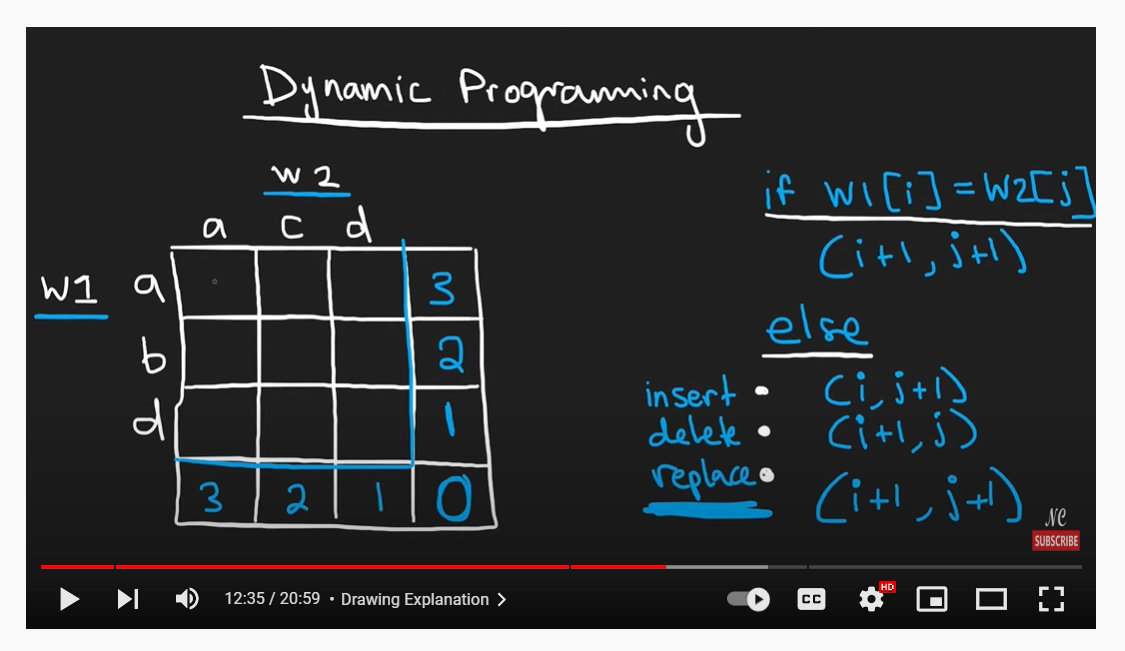 Dynamic Programming
W2
a c d
W1 a 3
b 2
d 1
3 2 1 0
if W1[i] = W2[j]
(i+1, j+1)
else
insert • (i, j+1)
delete • (i+1, j)
replace • (i+1, j+1)
NC
SUBSCRIBE
12:35 / 20:59 • Drawing Explanation
CC
HD